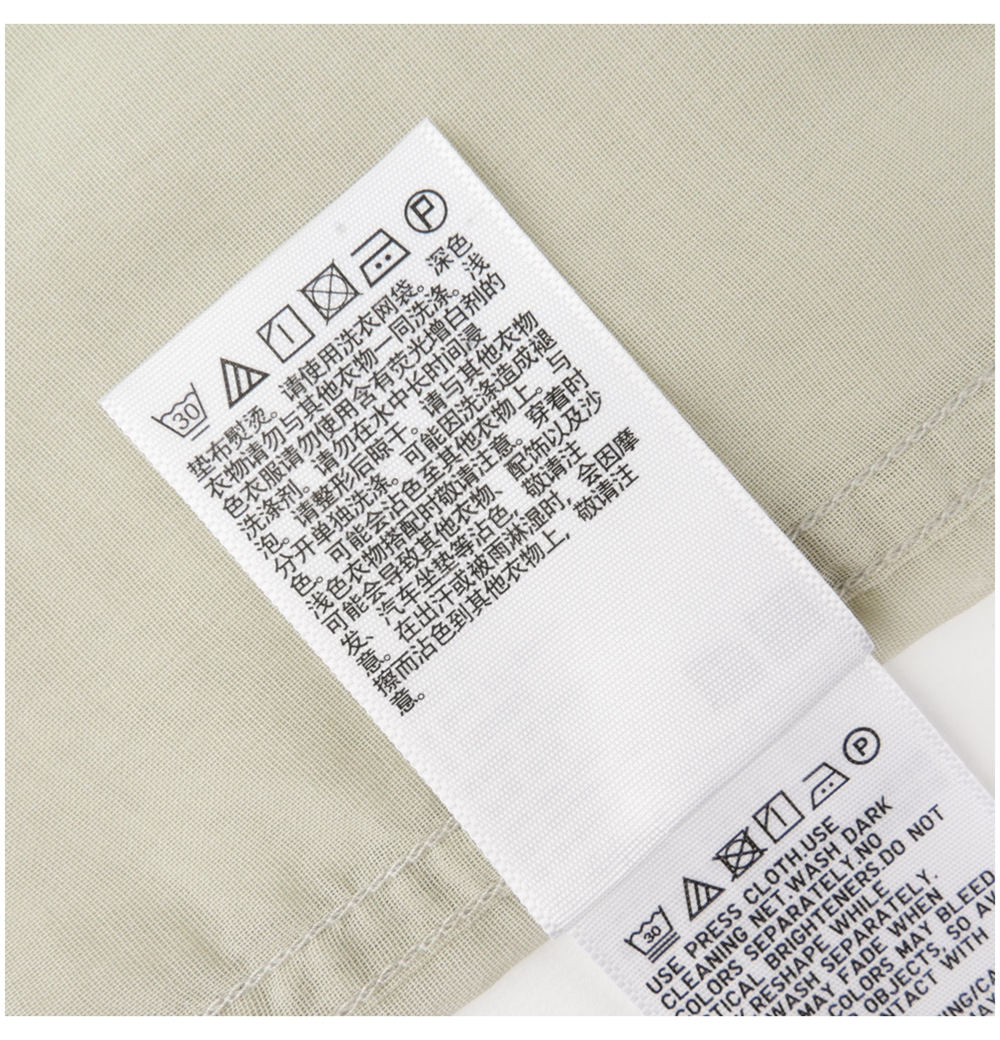 30
垫布熨烫。请使用洗衣网袋。深色
衣物请勿与其他衣物一同洗涤。浅
色衣服请勿使用含有荧光增白剂的
洗涤剂。请勿在水中长时间浸
泡。请整形后晾干。请与其他衣物
分开单独洗涤。可能因洗涤造成褪
色。可能会沾色至其他衣物上。与
浅色衣物搭配时敬请注意。穿着时
可能会导致其他衣物、配饰以及沙
发、汽车坐垫等沾色，敬请注
意。在出汗或被雨淋湿时，会因摩
擦而沾色到其他衣物上，敬请注
意。
P
30
P
USE PRESS CLOTH.USE
CLEANING NET.WASH DARK
COLORS SEPARATELY.NO
TICAL BRIGHTENERS.DO NOT
RESHAPE WHILE
WASH SEPARATELY.
MAY FADE WHEN
COLORS MAY BLEED
OBJECTS, SO AV
NTACT WITH